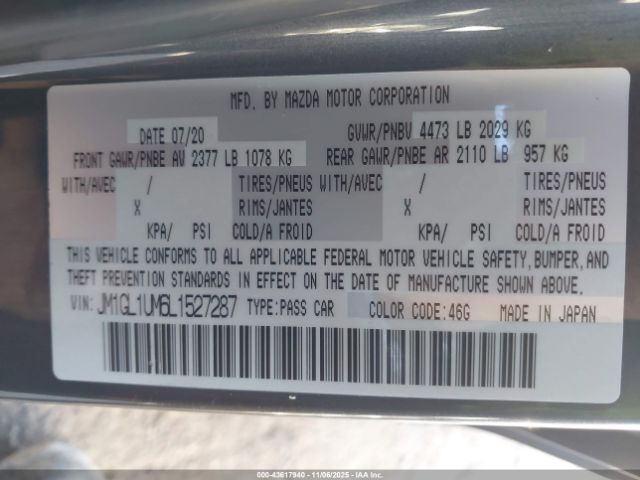 MFD. BY MAZDA MOTOR CORPORATION
DATE 07/20 GVWR/PNBV 4473 LB 2029 KG
FRONT GAWR/PNBE AV 2377 LB 1078 KG REAR GAWR/PNBE AR 2110 LB 957 KG
WITH/AVEC / TIRES/PNEUS WITH/AVEC / TIRES/PNEUS
X RIMS/JANTES X RIMS/JANTES
KPA/ PSI COLD/A FROID KPA/ PSI COLD/A FROID
THIS VEHICLE CONFORMS TO ALL APPLICABLE FEDERAL MOTOR VEHICLE SAFETY, BUMPER, AND
THEFT PREVENTION STANDARDS IN EFFECT ON THE DATE OF MANUFACTURE SHOWN ABOVE.
VIN: JM1GL1UM6L1527287 TYPE: PASS CAR COLOR CODE: 46G MADE IN JAPAN
000-43617940 - 11/06/2025 - IAAI.CA